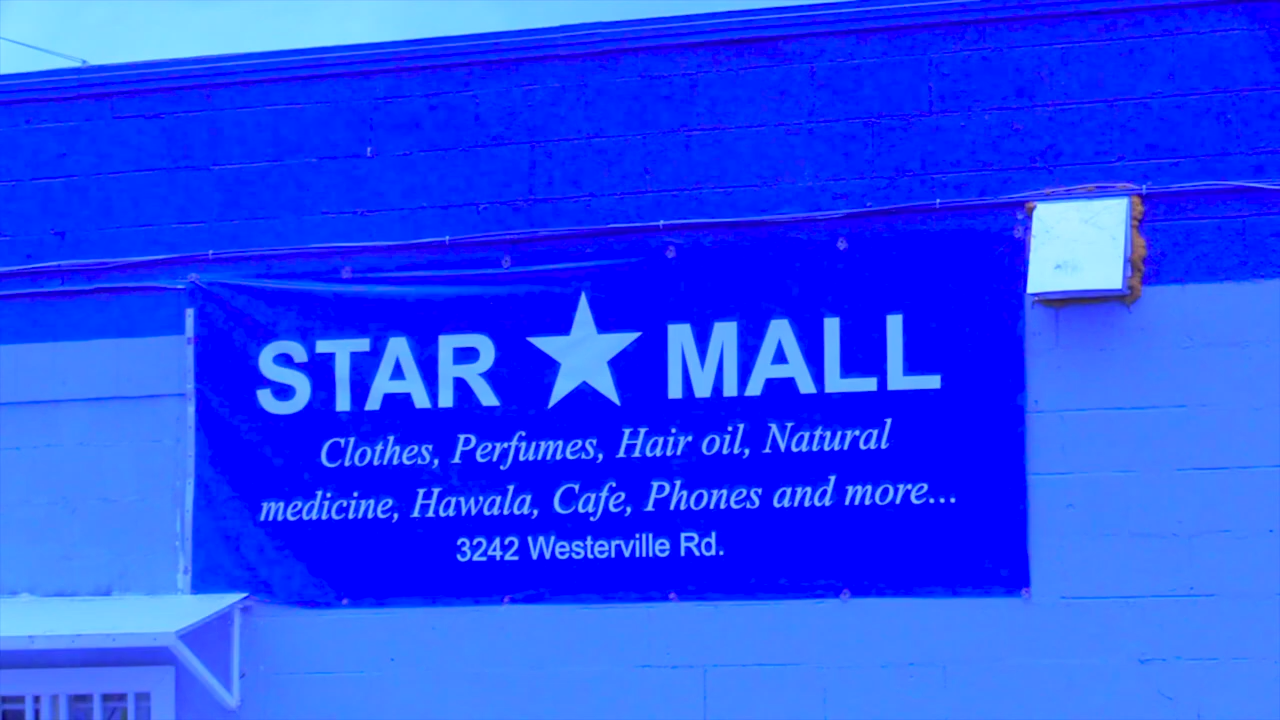 STAR MALL
Clothes, Perfumes, Hair oil, Natural
medicine, Hawala, Cafe, Phones and more...
3242 Westerville Rd.